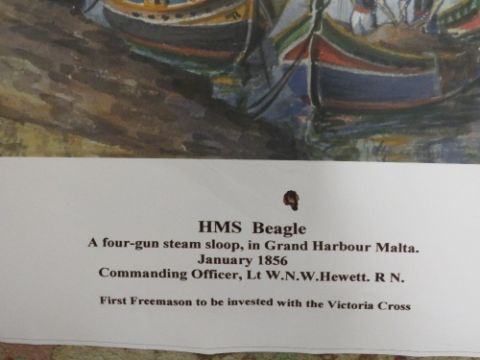 HMS Beagle
A four-gun steam sloop, in Grand Harbour Malta.
January 1856
Commanding Officer, Lt W.N.W.Hewett. R N.
First Freemason to be invested with the Victoria Cross